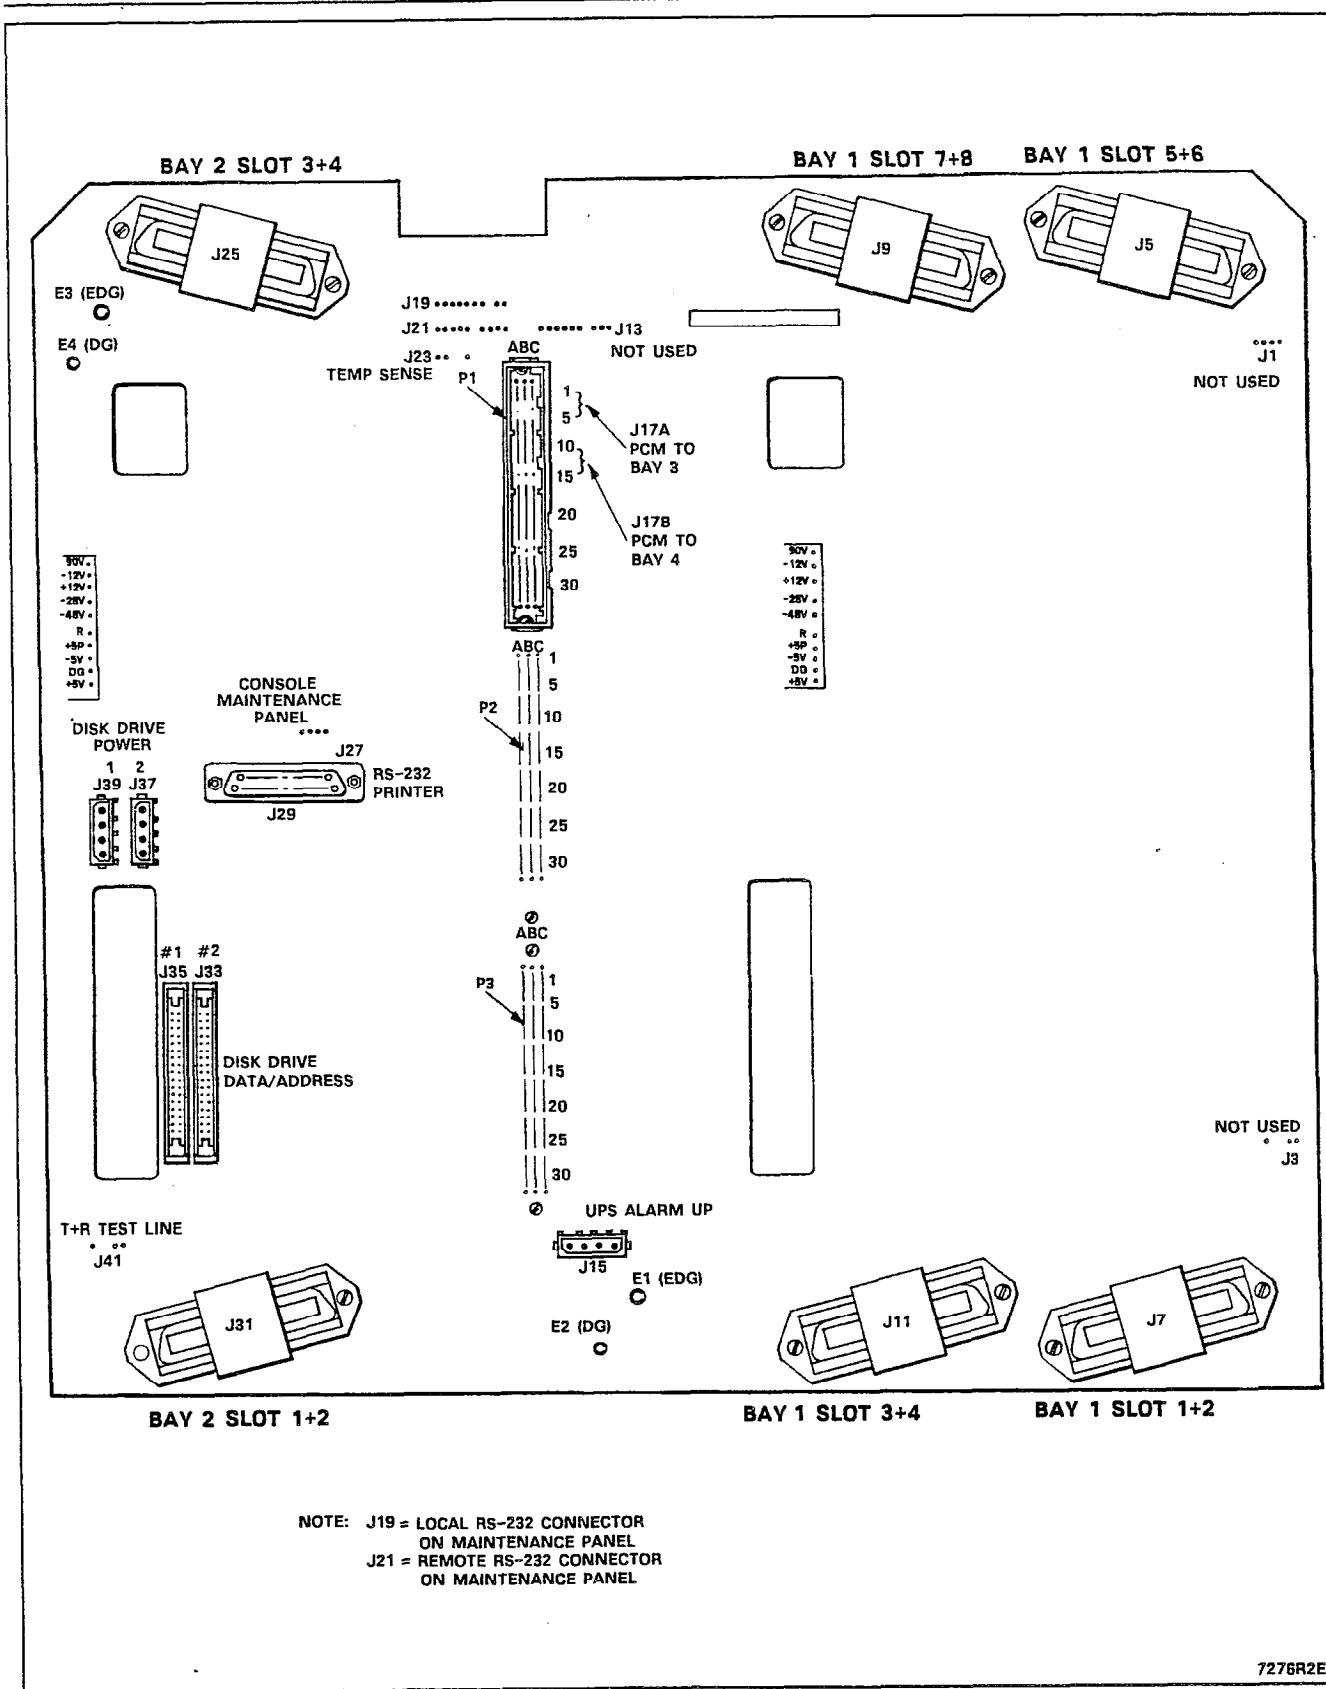 BAY 2 SLOT 3+4
BAY 1 SLOT 7+8
BAY 1 SLOT 5+6
J25
J9
J5
E3 (EDG)
E4 (DG)
J19
J21
J13
NOT USED
J23
TEMP SENSE
P1
ABC
1
5
10
15
20
25
30
J17A
PCM TO
BAY 3
J17B
PCM TO
BAY 4
J1
NOT USED
90V
-12V
+12V
-28V
-48V
R
+5P
-5V
DG
+5V
90V
-12V
+12V
-28V
-48V
R
+5P
-5V
DG
+5V
ABC
1
5
10
15
20
25
30
P2
CONSOLE
MAINTENANCE
PANEL
J27
RS-232
PRINTER
J29
DISK DRIVE
POWER
1 2
J39 J37
#1 #2
J35 J33
DISK DRIVE
DATA/ADDRESS
ABC
P3
1
5
10
15
20
25
30
NOT USED
J3
T+R TEST LINE
J41
UPS ALARM UP
J15
E1 (EDG)
E2 (DG)
J31
J11
J7
BAY 2 SLOT 1+2
BAY 1 SLOT 3+4
BAY 1 SLOT 1+2
NOTE: J19 = LOCAL RS-232 CONNECTOR
ON MAINTENANCE PANEL
J21 = REMOTE RS-232 CONNECTOR
ON MAINTENANCE PANEL
7276R2E